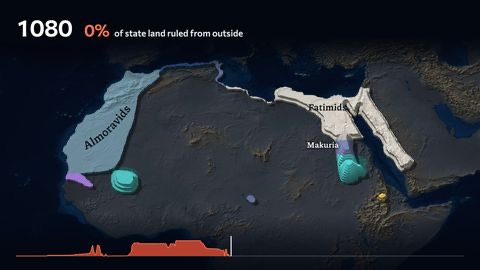 1080 0% of state land ruled from outside
Fatimids
Almoravids
Makuria